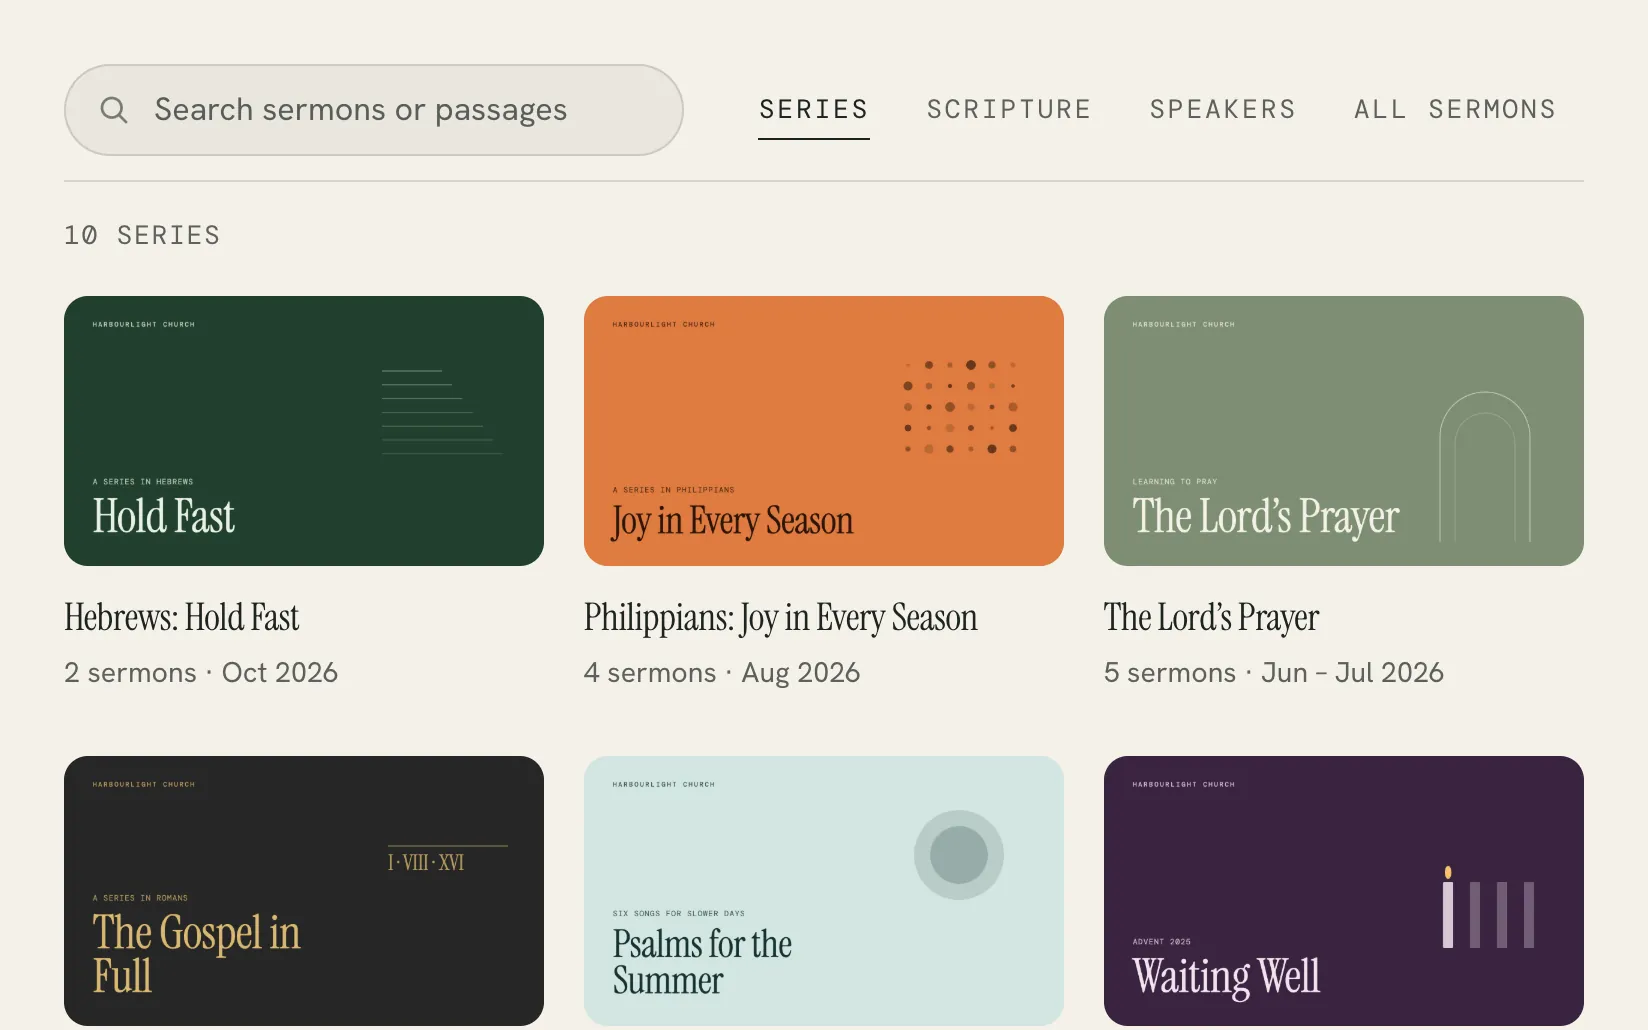 Search sermons or passages
SERIES
SCRIPTURE
SPEAKERS
ALL SERMONS
10 SERIES
HARBOURLIGHT CHURCH
A SERIES IN HEBREWS
Hold Fast
Hebrews: Hold Fast
2 sermons · Oct 2026
HARBOURLIGHT CHURCH
A SERIES IN PHILIPPIANS
Joy in Every Season
Philippians: Joy in Every Season
4 sermons · Aug 2026
HARBOURLIGHT CHURCH
LEARNING TO PRAY
The Lord’s Prayer
The Lord’s Prayer
5 sermons · Jun – Jul 2026
HARBOURLIGHT CHURCH
I · VIII · XVI
A SERIES IN ROMANS
The Gospel in
Full
HARBOURLIGHT CHURCH
SIX SONGS FOR SLOWER DAYS
Psalms for the
Summer
HARBOURLIGHT CHURCH
ADVENT 2025
Waiting Well